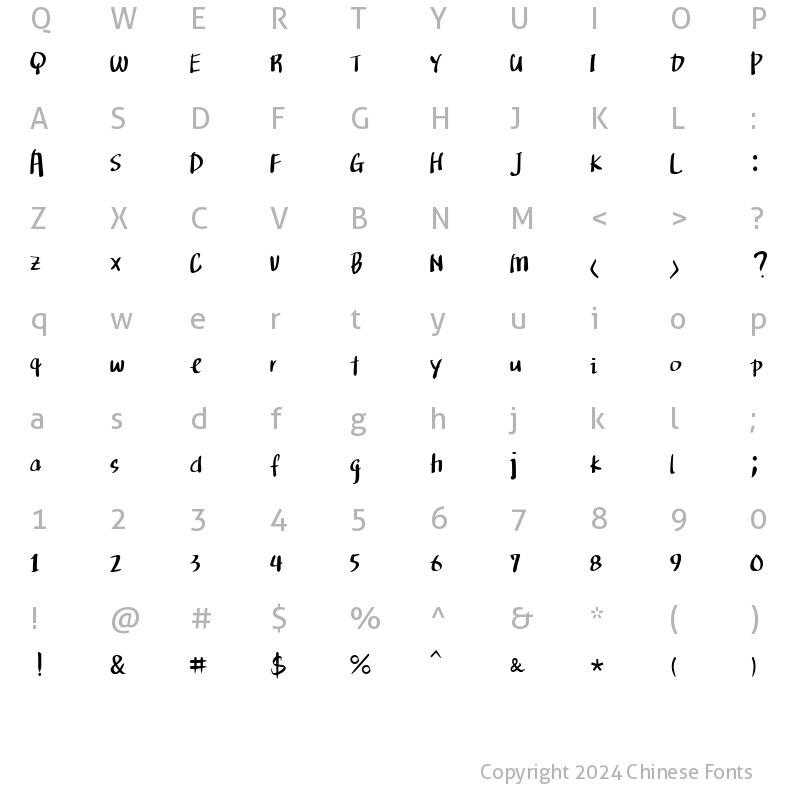 Q W E R T Y U I O P
Q W E R T Y U I D P
A S D F G H J K L :
A S D F G H J K L :
Z X C V B N M < > ?
z x C V B N m < > ?
q w e r t y u i o p
q w e r t y u i o p
a s d f g h j k l ;
a s d f g h j k l ;
1 2 3 4 5 6 7 8 9 0
1 2 3 4 5 6 7 8 9 0
! @ # $ % ^ & * ( )
! & # $ % ^ & * ( )
Copyright 2024 Chinese Fonts